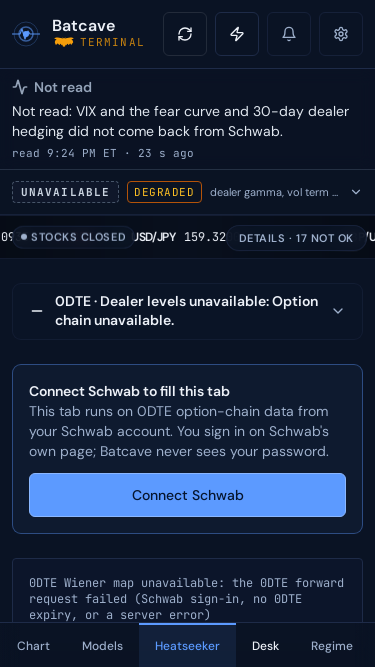 Batcave
TERMINAL
Not read
Not read: VIX and the fear curve and 30-day dealer
hedging did not come back from Schwab.
read 9:24 PM ET · 23 s ago
UNAVAILABLE
DEGRADED
dealer gamma, vol term …
STOCKS CLOSED
USD/JPY 159.32
DETAILS · 17 NOT OK
0DTE · Dealer levels unavailable: Option
chain unavailable.
Connect Schwab to fill this tab
This tab runs on 0DTE option-chain data from
your Schwab account. You sign in on Schwab's
own page; Batcave never sees your password.
Connect Schwab
0DTE Wiener map unavailable: the 0DTE forward
request failed (Schwab sign-in, no 0DTE
expiry, or a server error)
Chart
Models
Heatseeker
Desk
Regime